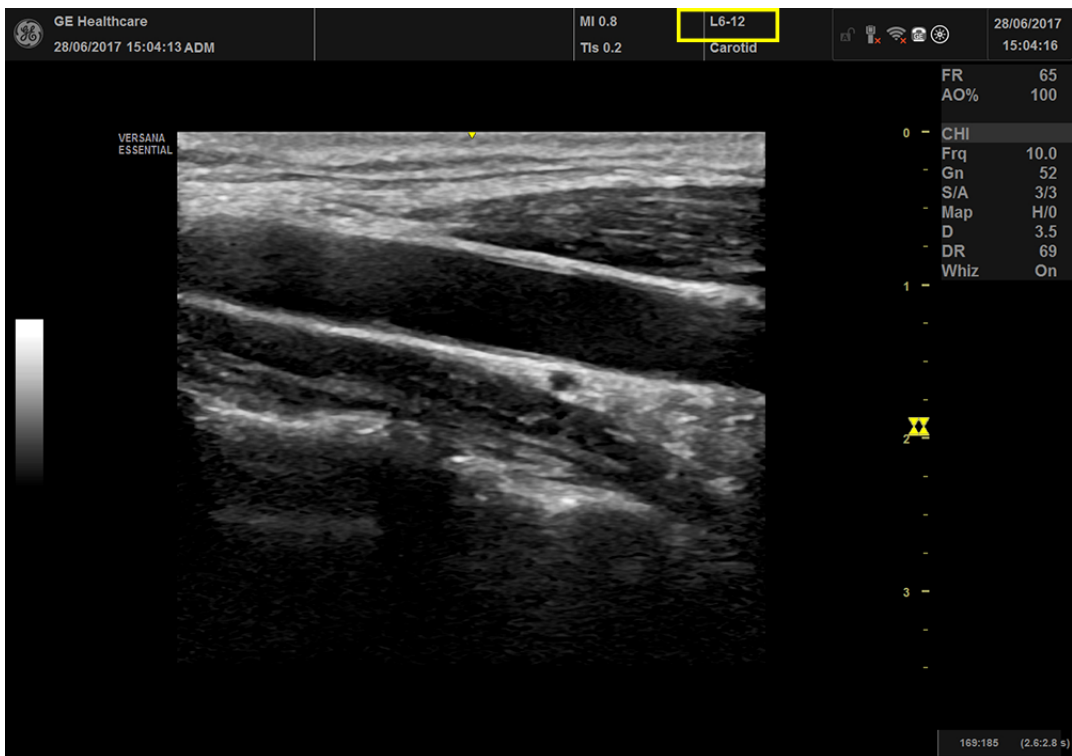 GE Healthcare
28/06/2017 15:04:13 ADM
MI 0.8
TIs 0.2
L6-12
Carotid
28/06/2017
15:04:16
FR 65
AO% 100
CHI
Frq 10.0
Gn 52
S/A 3/3
Map H/0
D 3.5
DR 69
Whiz On
VERSANA
ESSENTIAL
0
1
2
3
169:185 (2.6:2.8 s)